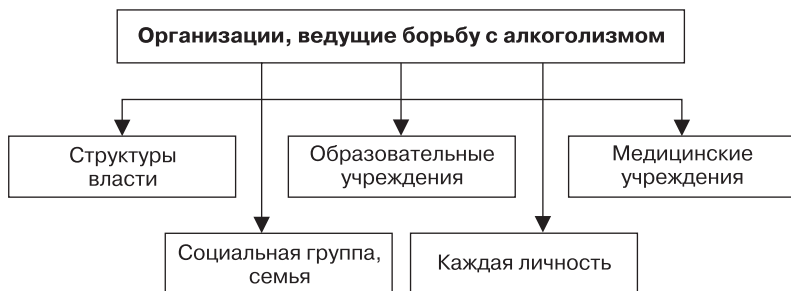 Организации, ведущие борьбу с алкоголизмом
Структуры
власти
Образовательные
учреждения
Медицинские
учреждения
Социальная группа,
семья
Каждая личность